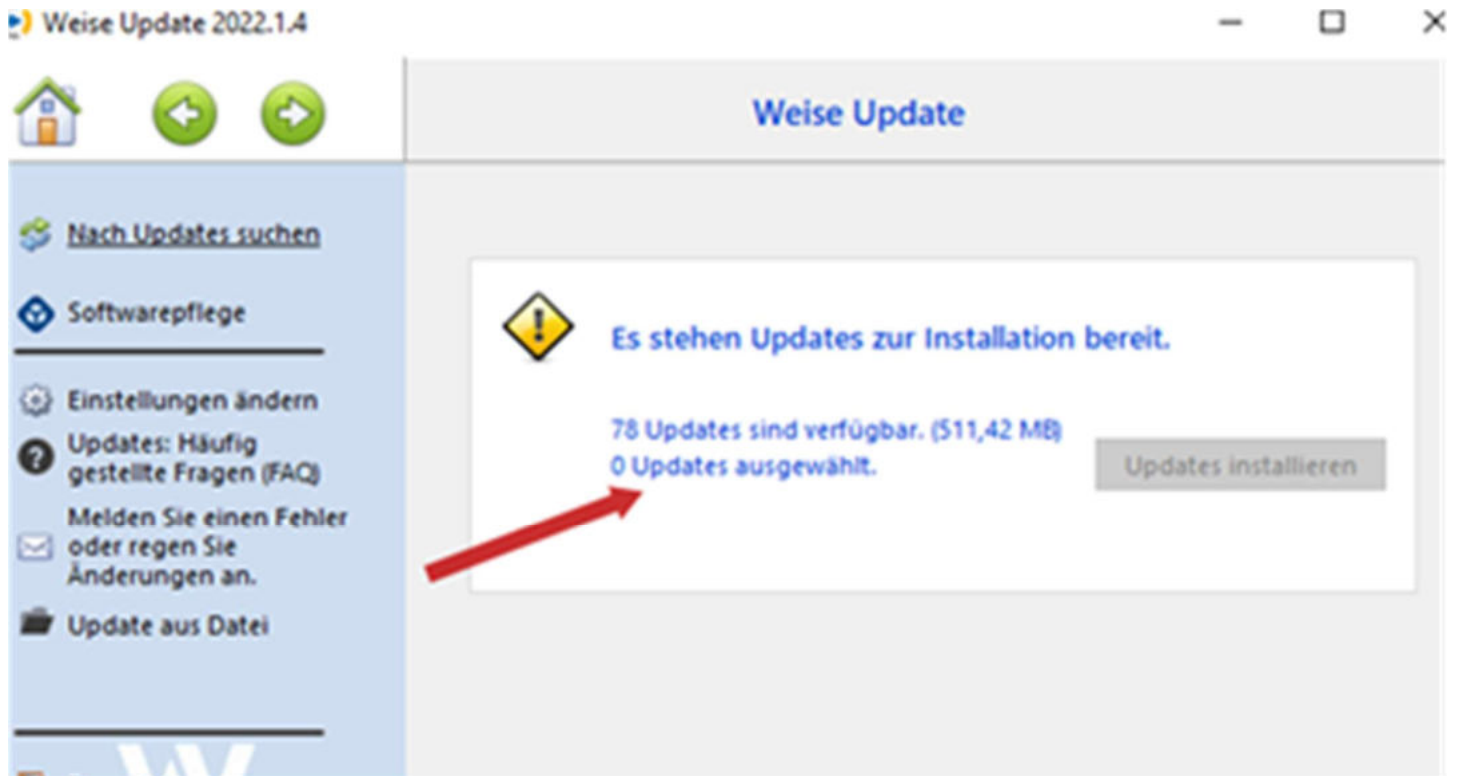 Weise Update 2022.1.4
Weise Update
Nach Updates suchen
Softwarepflege
Einstellungen ändern
Updates: Häufig
gestellte Fragen (FAQ)
Melden Sie einen Fehler
oder regen Sie
Änderungen an.
Update aus Datei
Es stehen Updates zur Installation bereit.
78 Updates sind verfügbar. (511,42 MB)
0 Updates ausgewählt.
Updates installieren